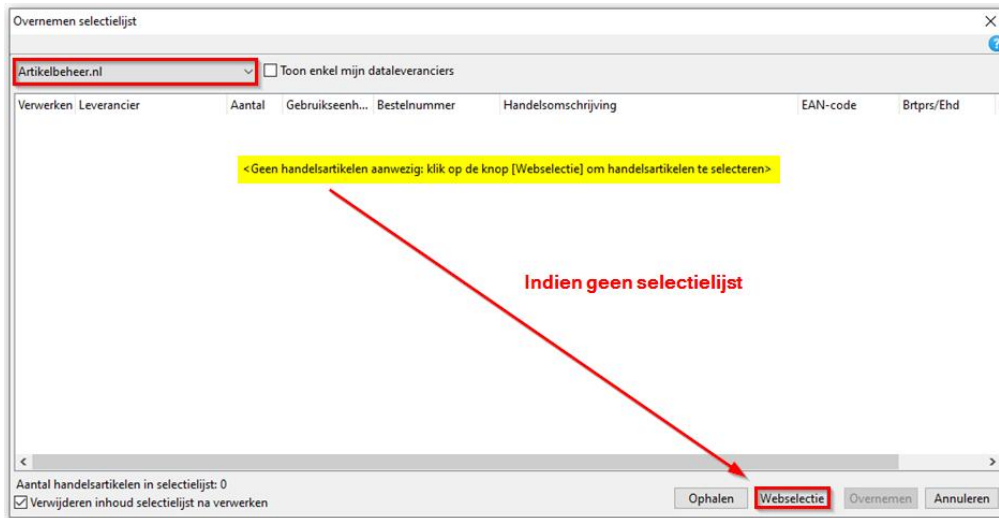 Overnemen selectielijst
Artikelbeheer.nl Toon enkel mijn dataleveranciers
Verwerken Leverancier Aantal Gebruikseenh... Bestelnummer Handelsomschrijving EAN-code Brtprs/Ehd
<Geen handelsartikelen aanwezig: klik op de knop [Webselectie] om handelsartikelen te selecteren>
Indien geen selectielijst
Aantal handelsartikelen in selectielijst: 0
Verwijderen inhoud selectielijst na verwerken
Ophalen Webselectie Overnemen Annuleren